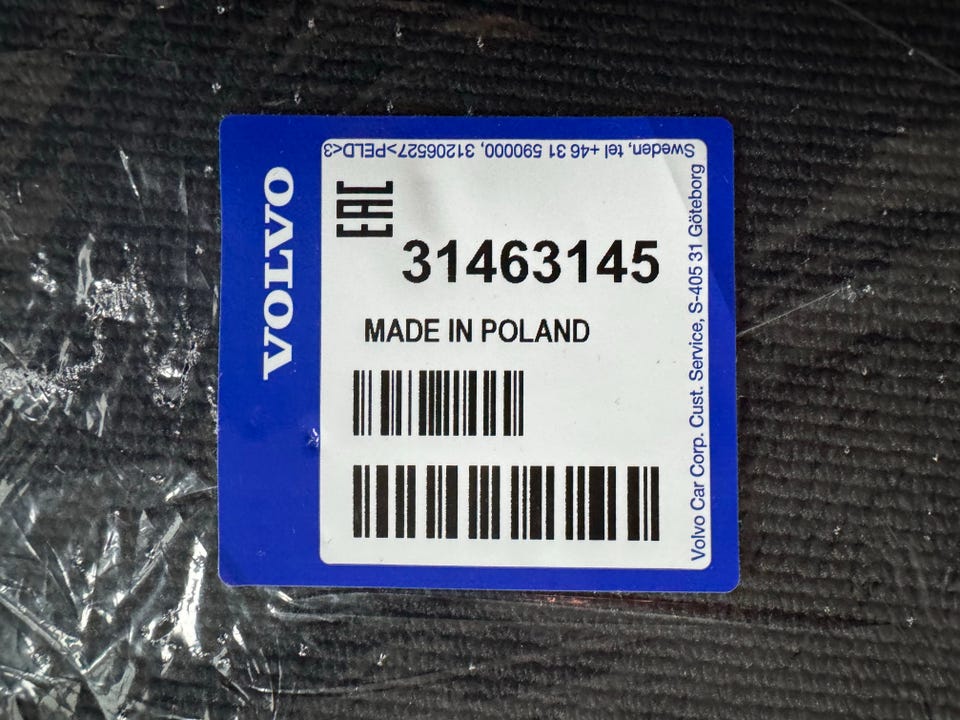 VOLVO
EAC
31463145
MADE IN POLAND
Volvo Car Corp. Cust. Service, S-405 31 Göteborg
Sweden, tel +46 31 590000, 31206527>PELD<3